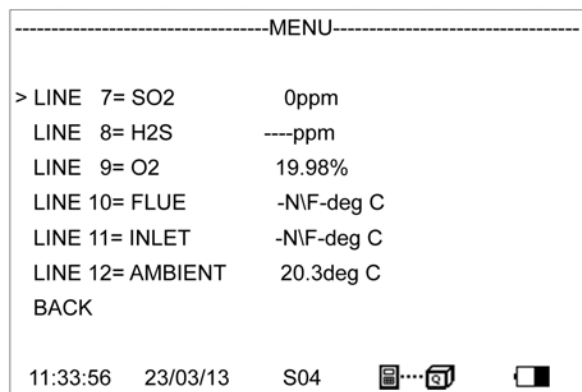 --------------------------------MENU--------------------------------
> LINE 7= SO2 0ppm
LINE 8= H2S ----ppm
LINE 9= O2 19.98%
LINE 10= FLUE -N\F-deg C
LINE 11= INLET -N\F-deg C
LINE 12= AMBIENT 20.3deg C
BACK
11:33:56 23/03/13 S04